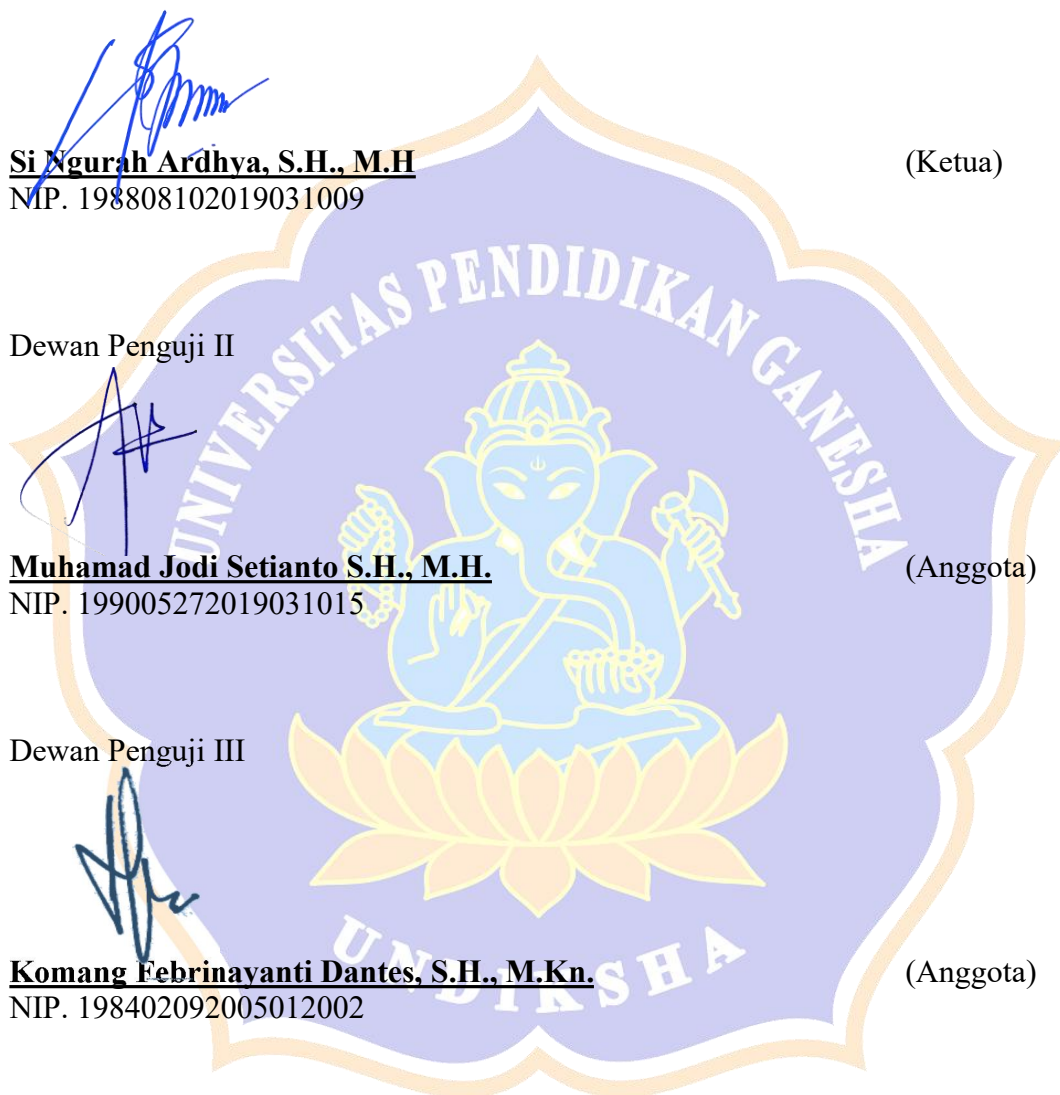 Si Ngurah Ardhya, S.H., M.H (Ketua)
NIP. 198808102019031009
UNIVERSITAS PENDIDIKAN GANESHA
Dewan Penguji II
Muhamad Jodi Setianto S.H., M.H. (Anggota)
NIP. 199005272019031015
Dewan Penguji III
Komang Febrinayanti Dantes, S.H., M.Kn. (Anggota)
NIP. 198402092005012002
UNDIKSHA